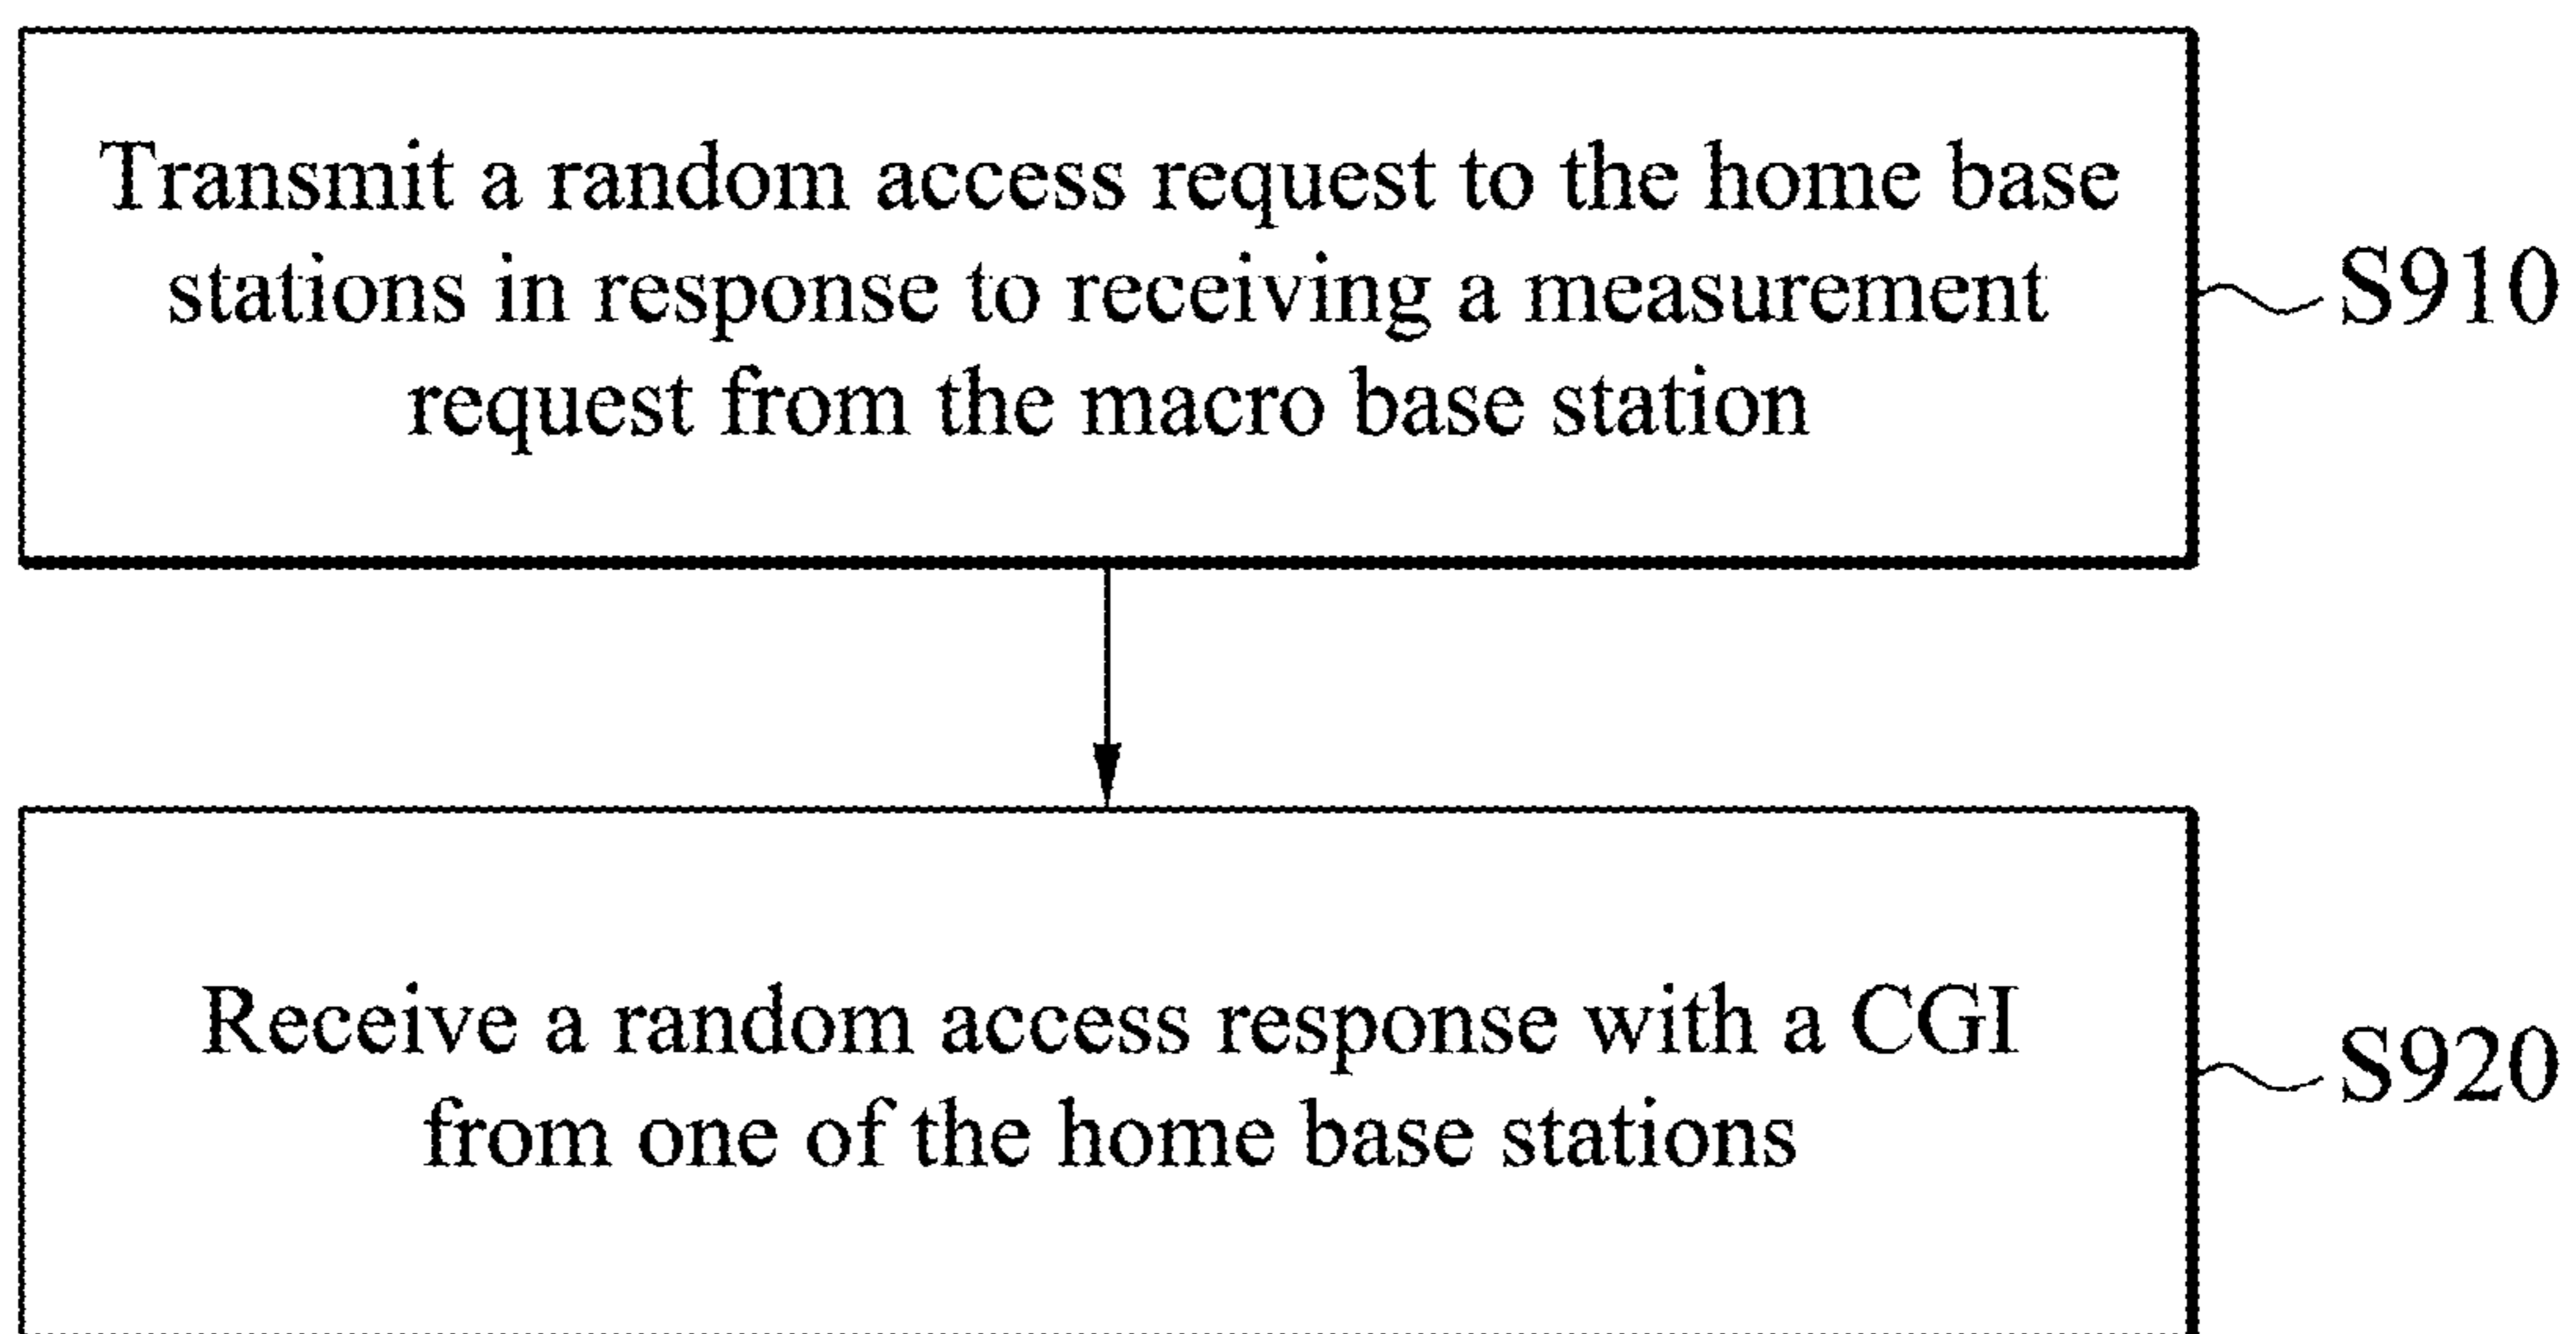 Transmit a random access request to the home base
stations in response to receiving a measurement
request from the macro base station
S910
Receive a random access response with a CGI
from one of the home base stations
S920